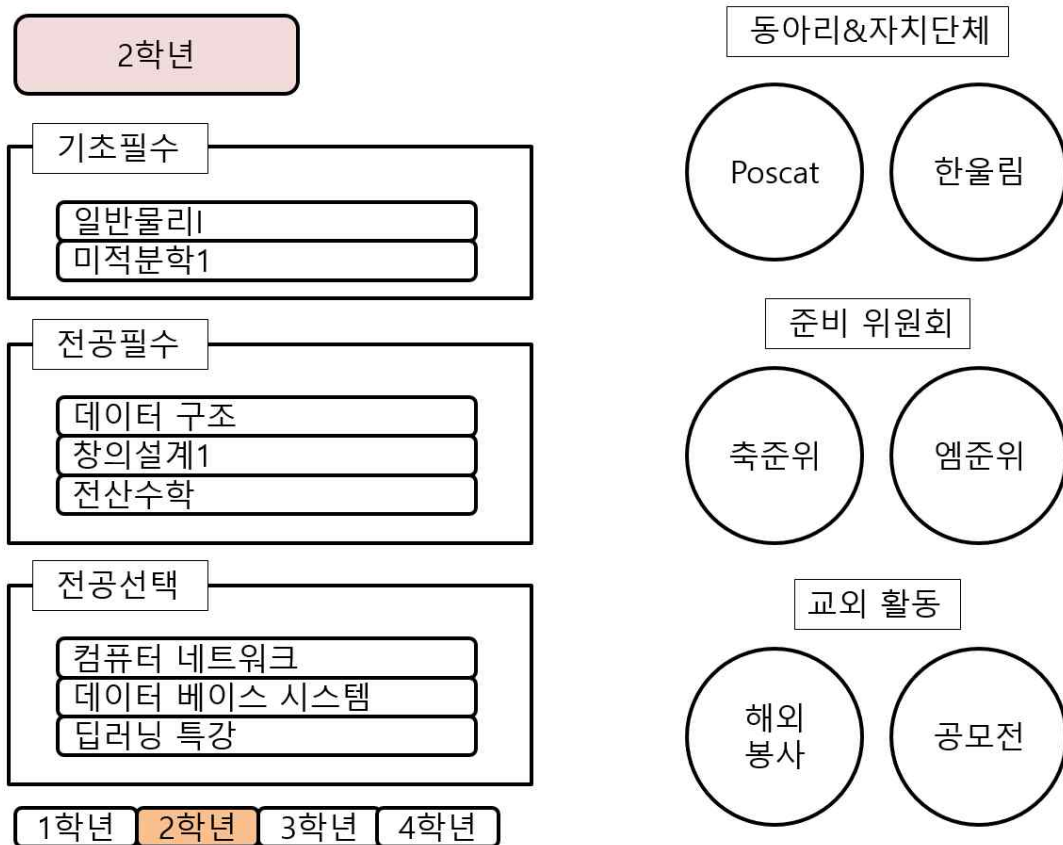 2학년
기초필수
일반물리I
미적분학1
전공필수
데이터 구조
창의설계1
전산수학
전공선택
컴퓨터 네트워크
데이터 베이스 시스템
딥러닝 특강
1학년 2학년 3학년 4학년
동아리&자치단체
Poscat 한울림
준비 위원회
축준위 엠준위
교외 활동
해외
봉사
공모전